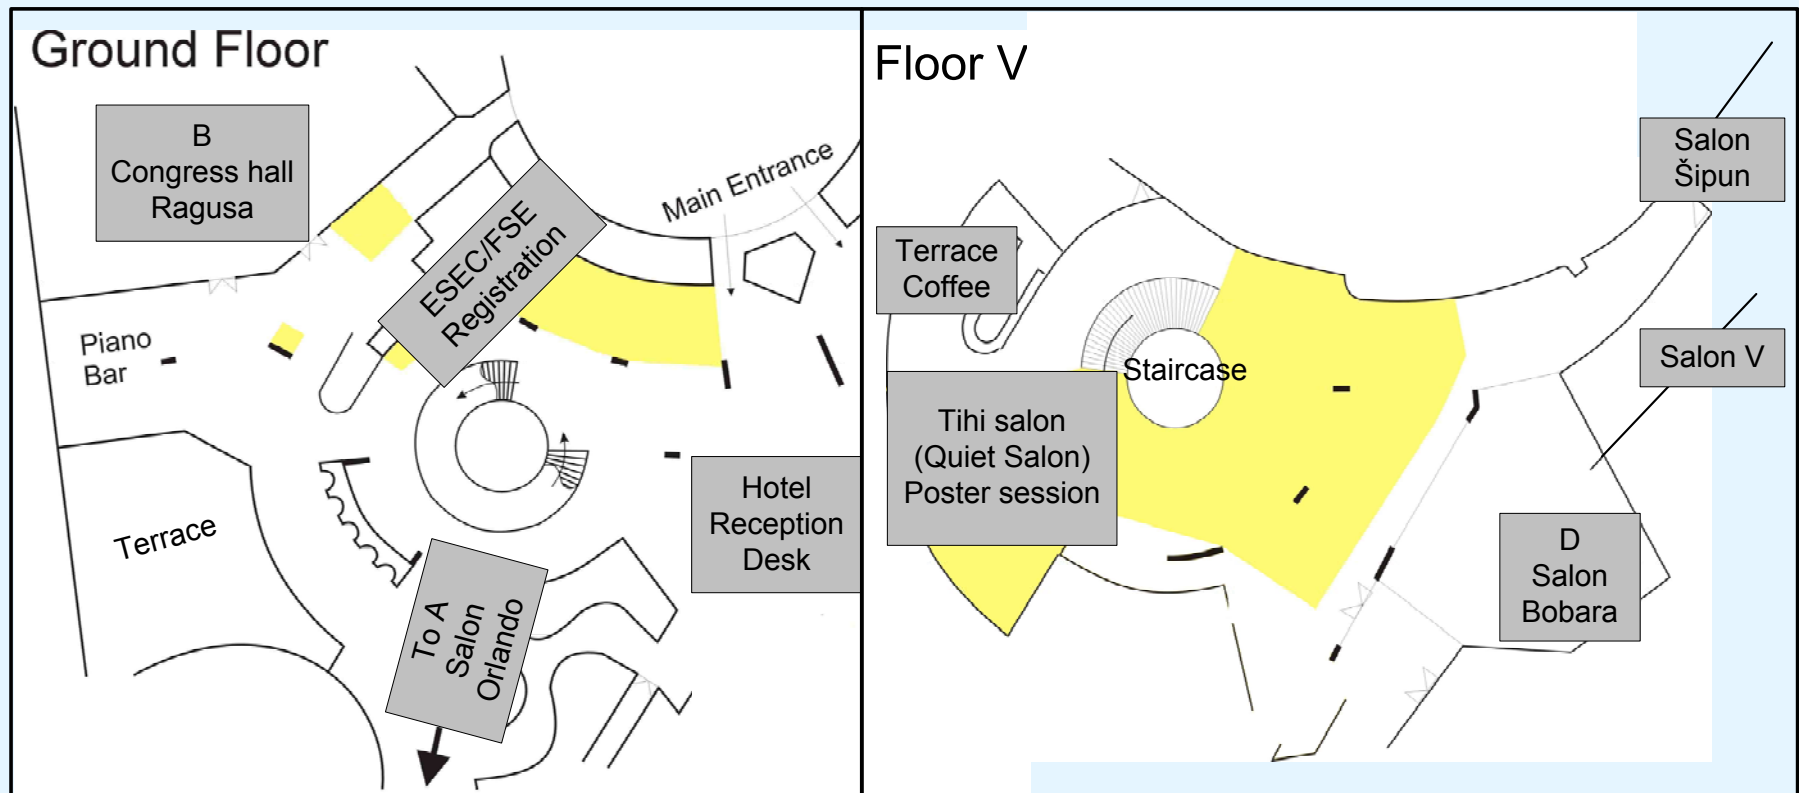 Ground Floor
B
Congress hall
Ragusa
ESEC/FSE
Registration
Main Entrance
Piano
Bar
Terrace
Hotel
Reception
Desk
To A
Salon
Orlando
Floor V
Salon
Šipun
Terrace
Coffee
Staircase
Salon V
Tihi salon
(Quiet Salon)
Poster session
D
Salon
Bobara